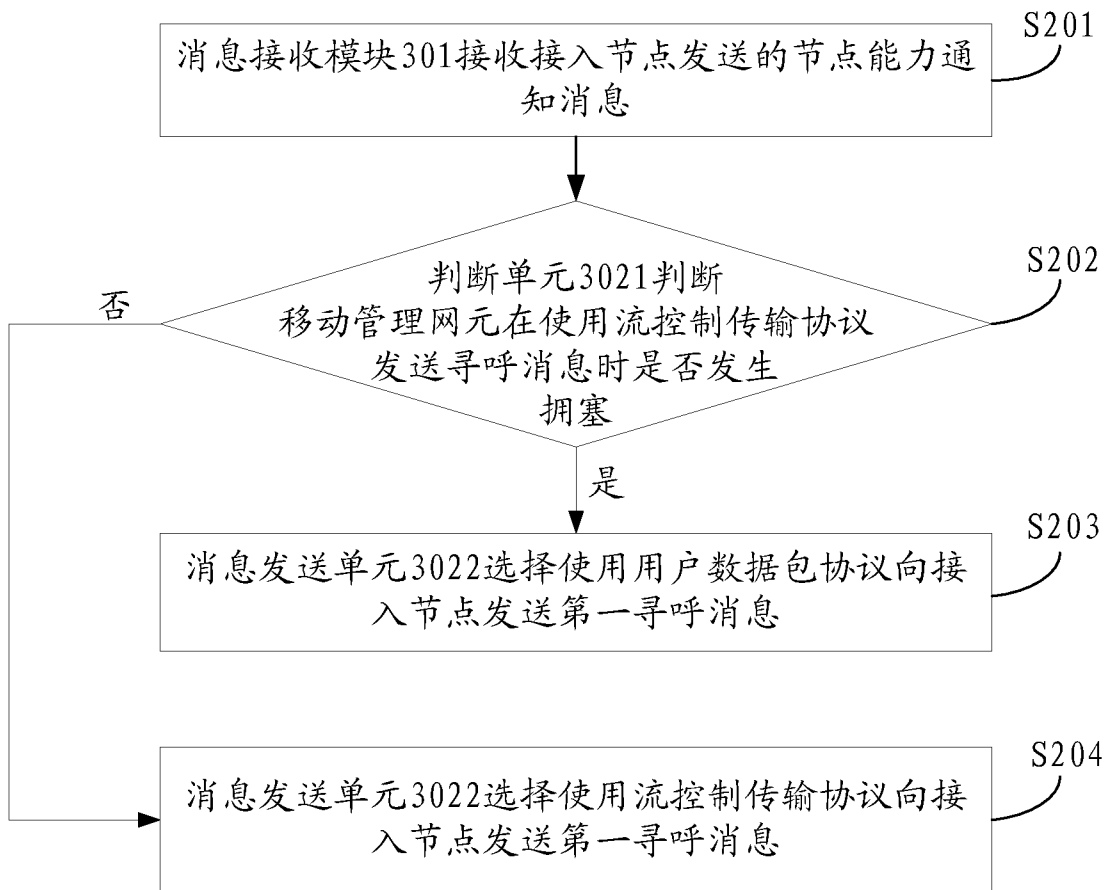 S201
消息接收模块301接收接入节点发送的节点能力通
知消息
S202
判断单元3021判断
移动管理网元在使用流控制传输协议
发送寻呼消息时是否发生
拥塞
否
是
S203
消息发送单元3022选择使用用户数据包协议向接
入节点发送第一寻呼消息
S204
消息发送单元3022选择使用流控制传输协议向接
入节点发送第一寻呼消息